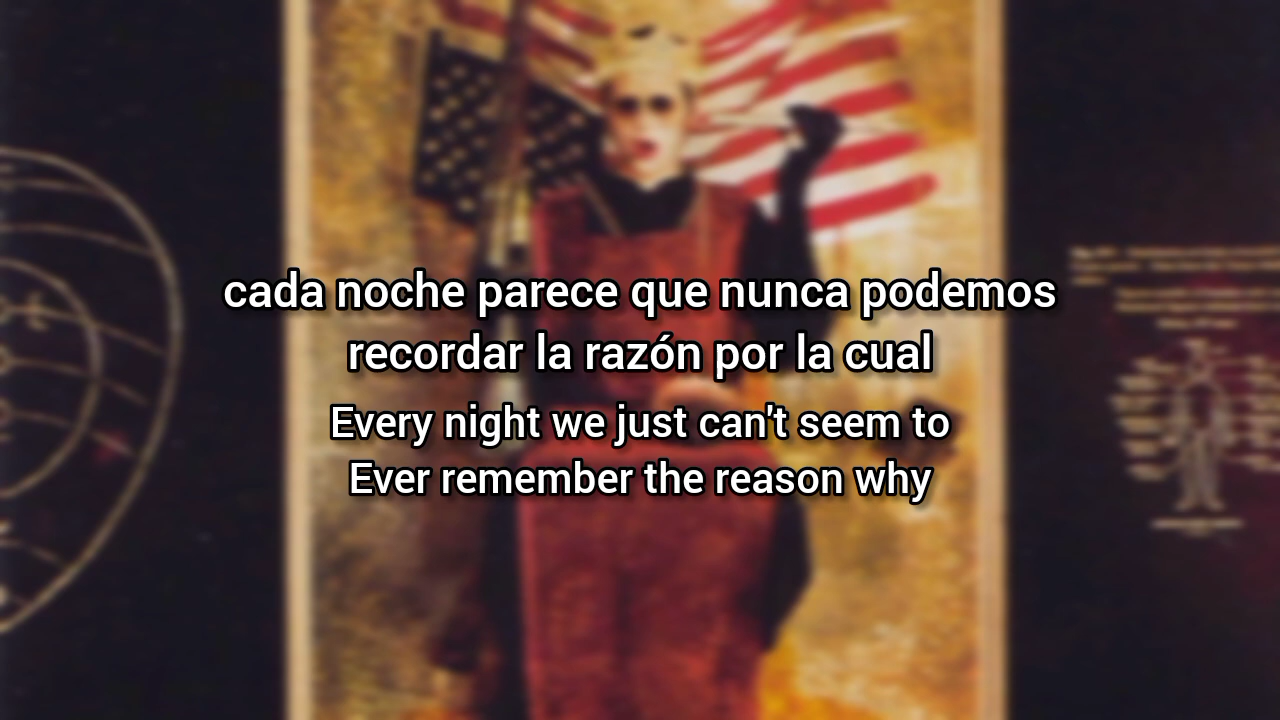 cada noche parece que nunca podemos
recordar la razón por la cual
Every night we just can't seem to
Ever remember the reason why